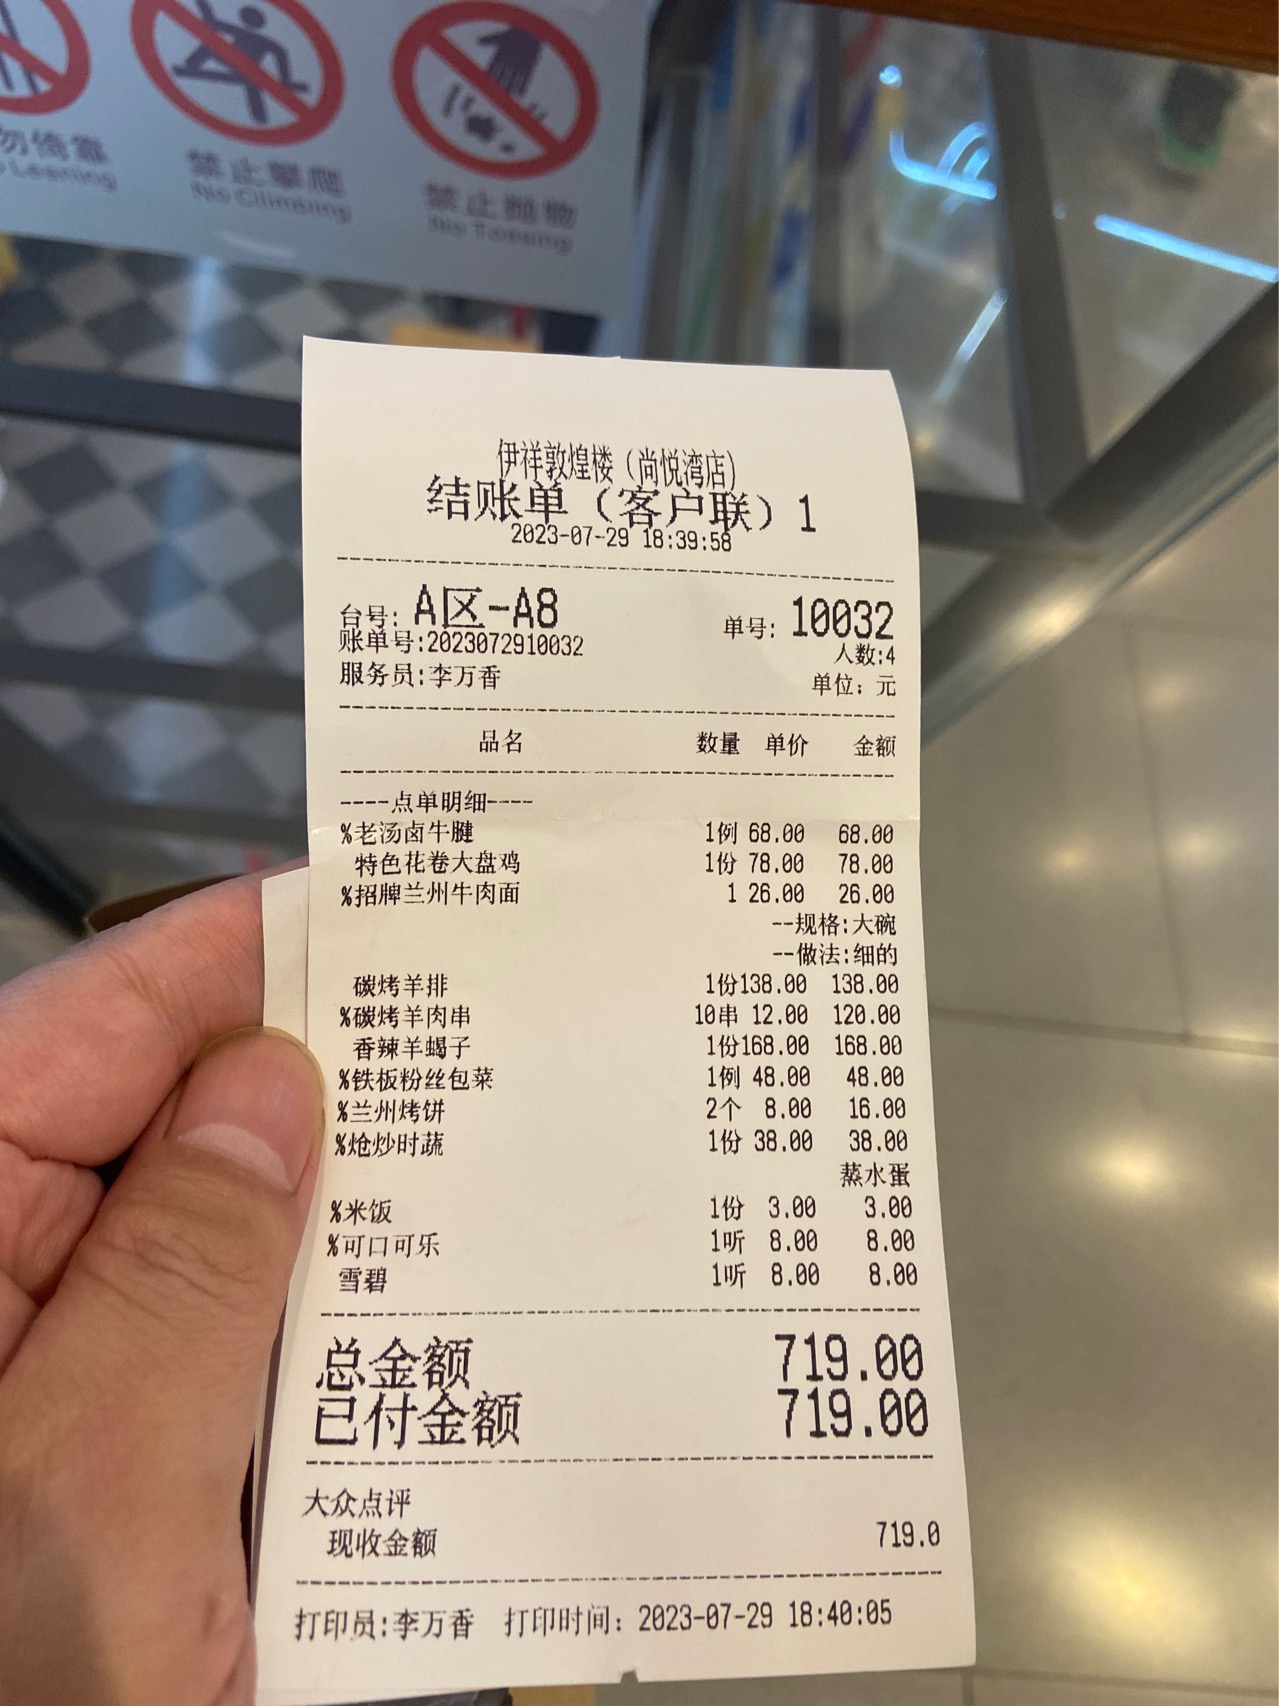 勿倚靠
禁止攀爬
禁止抛物
Leaning
No Climbing
No Tossing
伊祥敦煌楼（尚悦湾店）
结账单（客户联）1
2023-07-29 18:39:58
台号: A区-A8 单号: 10032
账单号:2023072910032 人数:4
服务员:李万香 单位: 元
品名 数量 单价 金额
----点单明细----
%老汤卤牛腱 1例 68.00 68.00
特色花卷大盘鸡 1份 78.00 78.00
%招牌兰州牛肉面 1 26.00 26.00
--规格:大碗
--做法:细的
碳烤羊排 1份138.00 138.00
%碳烤羊肉串 10串 12.00 120.00
香辣羊蝎子 1份168.00 168.00
%铁板粉丝包菜 1例 48.00 48.00
%兰州烤饼 2个 8.00 16.00
%炝炒时蔬 1份 38.00 38.00
蒸水蛋
%米饭 1份 3.00 3.00
%可口可乐 1听 8.00 8.00
雪碧 1听 8.00 8.00
总金额 719.00
已付金额 719.00
大众点评
现收金额 719.0
打印员:李万香 打印时间: 2023-07-29 18:40:05